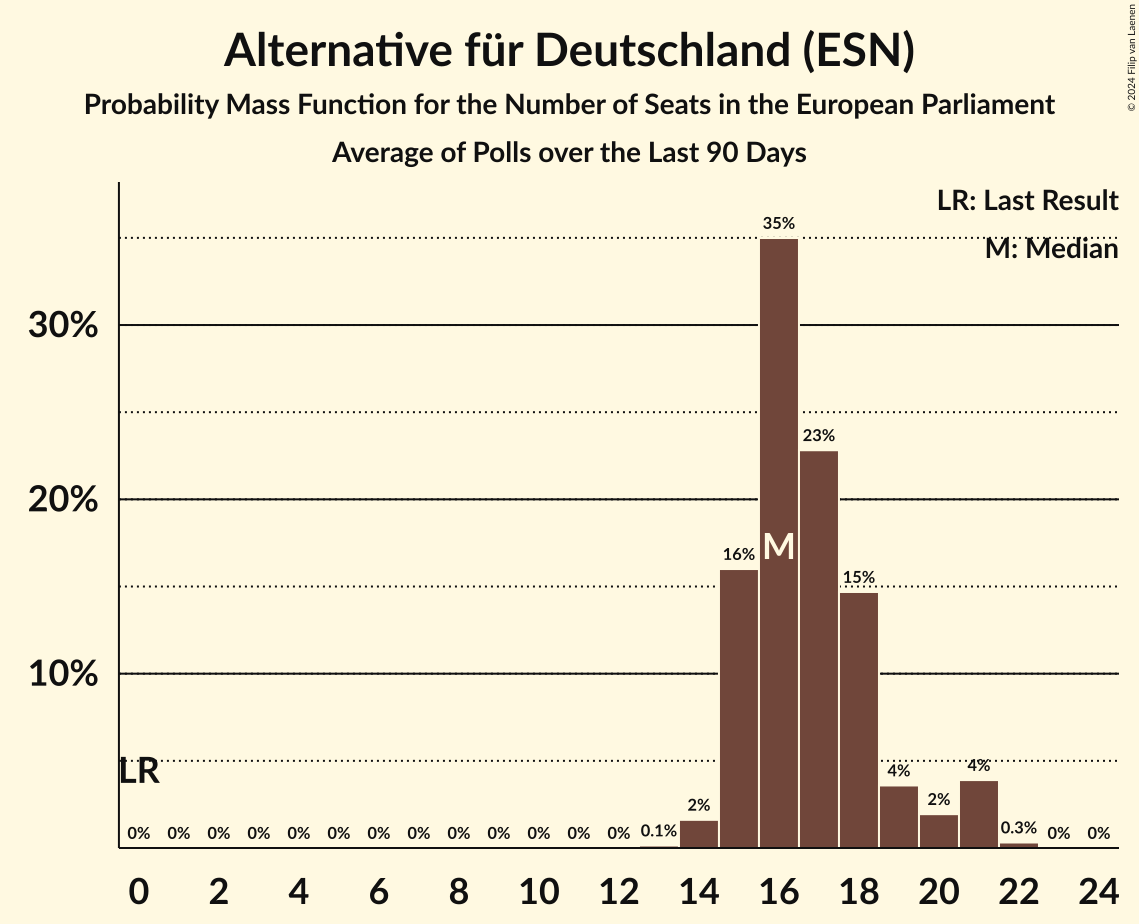 Alternative für Deutschland (ESN)
Probability Mass Function for the Number of Seats in the European Parliament
Average of Polls over the Last 90 Days
© 2024 Filip van Laenen
LR: Last Result
M: Median
35%
30%
23%
20%
16%
M
15%
10%
LR
4%
4%
2%
2%
0% 0% 0% 0% 0% 0% 0% 0% 0% 0% 0% 0% 0% 0.1% 0.3% 0% 0%
0 2 4 6 8 10 12 14 16 18 20 22 24